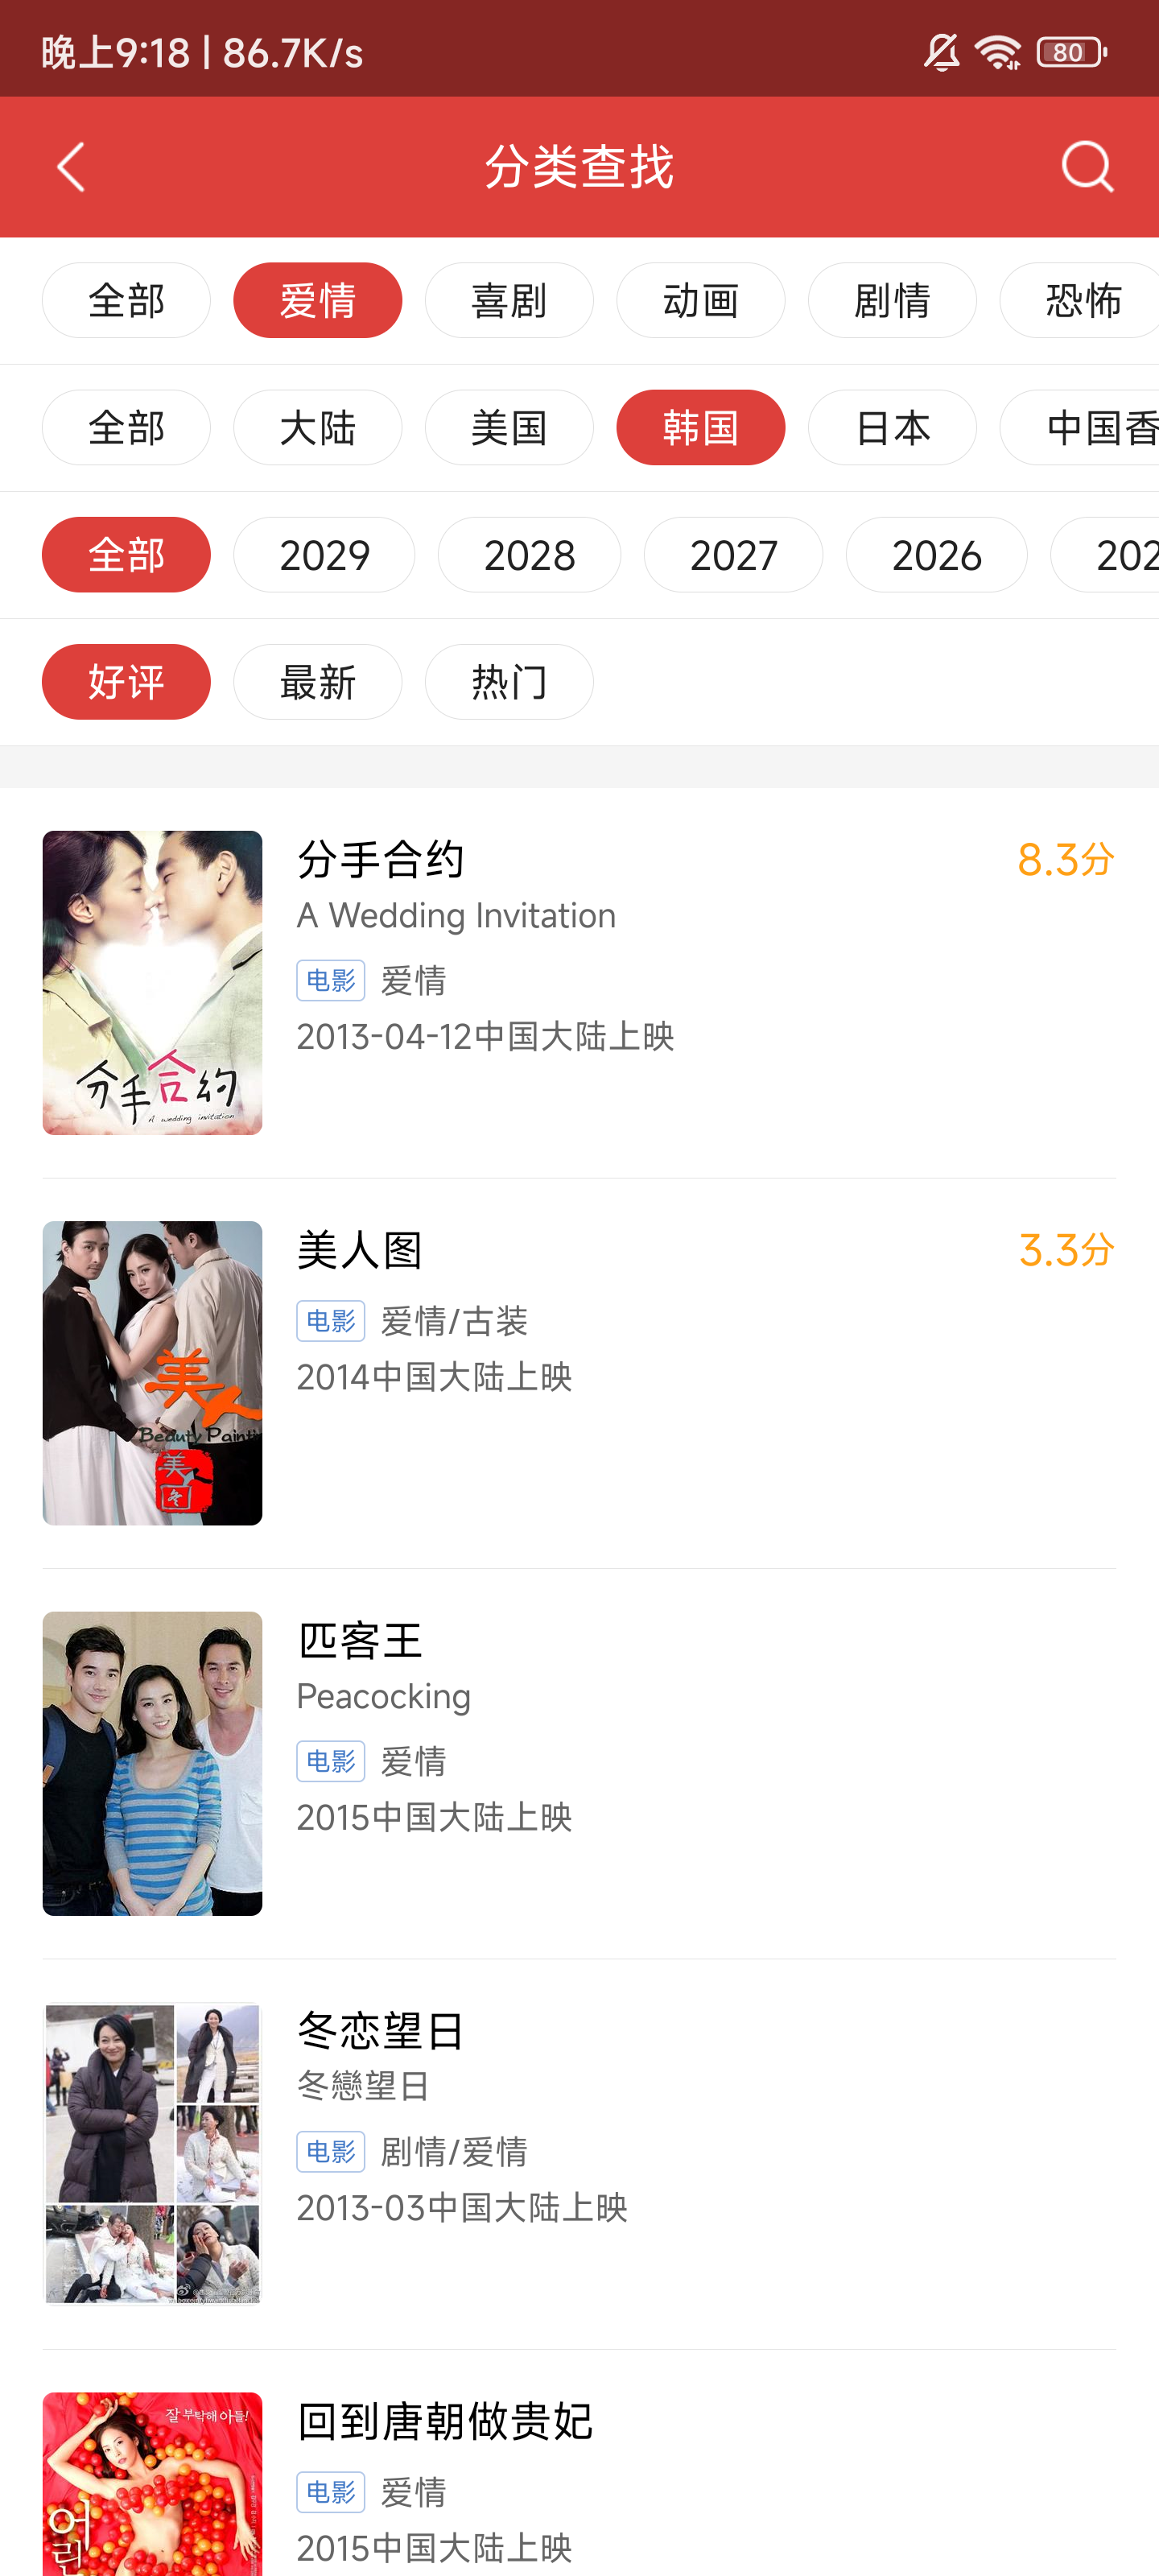 晚上9:18 | 86.7K/s
80
分类查找
全部 爱情 喜剧 动画 剧情 恐怖
全部 大陆 美国 韩国 日本 中国香
全部 2029 2028 2027 2026 202
好评 最新 热门
分手合约 8.3分
A Wedding Invitation
电影 爱情
2013-04-12中国大陆上映
分手合约
A wedding invitation
美人图 3.3分
电影 爱情/古装
2014中国大陆上映
美人
Beauty Painti
美人图
匹客王
Peacocking
电影 爱情
2015中国大陆上映
冬恋望日
冬戀望日
电影 剧情/爱情
2013-03中国大陆上映
回到唐朝做贵妃
电影 爱情
2015中国大陆上映
잘 부탁해 아들!
어린